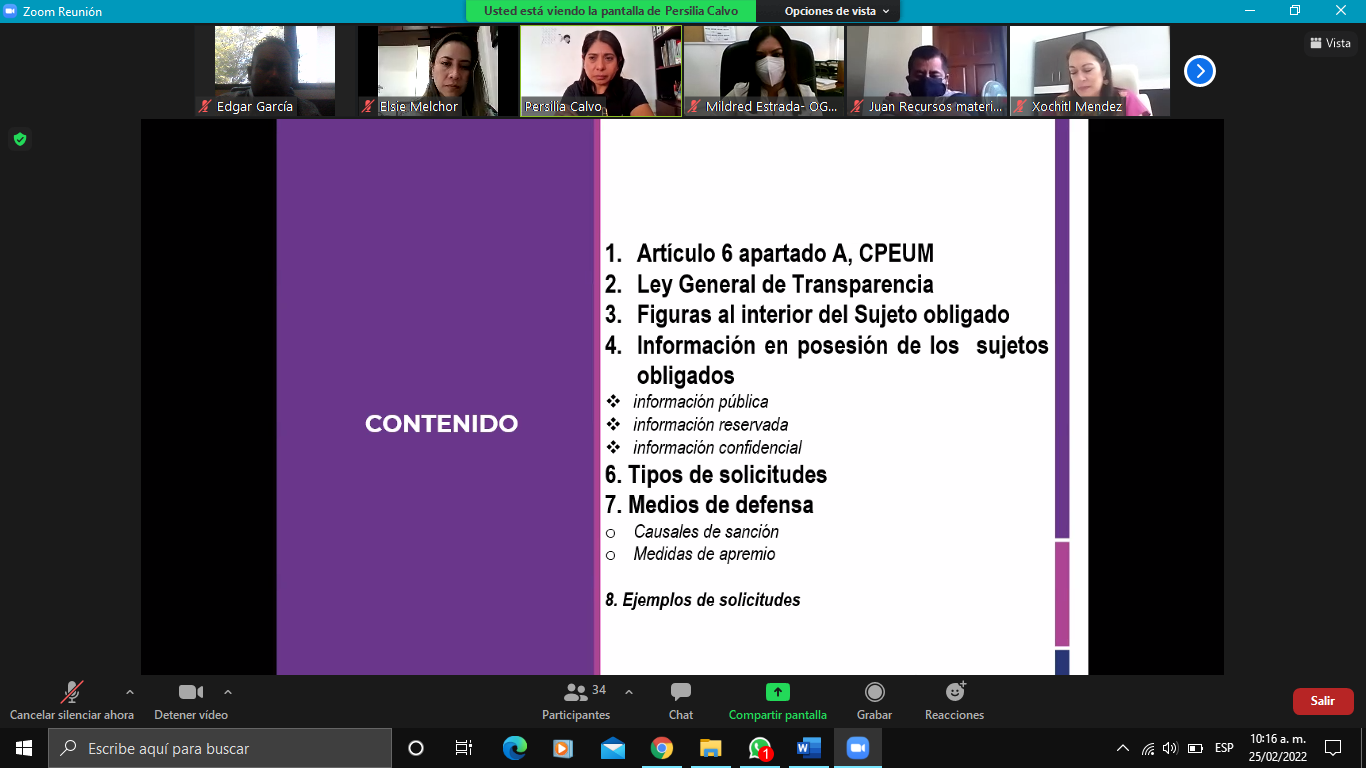 Zoom Reunión
Usted está viendo la pantalla de Persilia Calvo
Opciones de vista
Vista
Edgar García
Elsie Melchor
Persilia Calvo
Mildred Estrada- OG...
Juan Recursos materi...
Xochitl Mendez
CONTENIDO
1. Artículo 6 apartado A, CPEUM
2. Ley General de Transparencia
3. Figuras al interior del Sujeto obligado
4. Información en posesión de los sujetos
obligados
❖ información pública
❖ información reservada
❖ información confidencial
6. Tipos de solicitudes
7. Medios de defensa
o Causales de sanción
o Medidas de apremio
8. Ejemplos de solicitudes
Cancelar silenciar ahora
Detener vídeo
34
Participantes
Chat
Compartir pantalla
Grabar
Reacciones
Salir
Escribe aquí para buscar
1
ESP
10:16 a. m.
25/02/2022